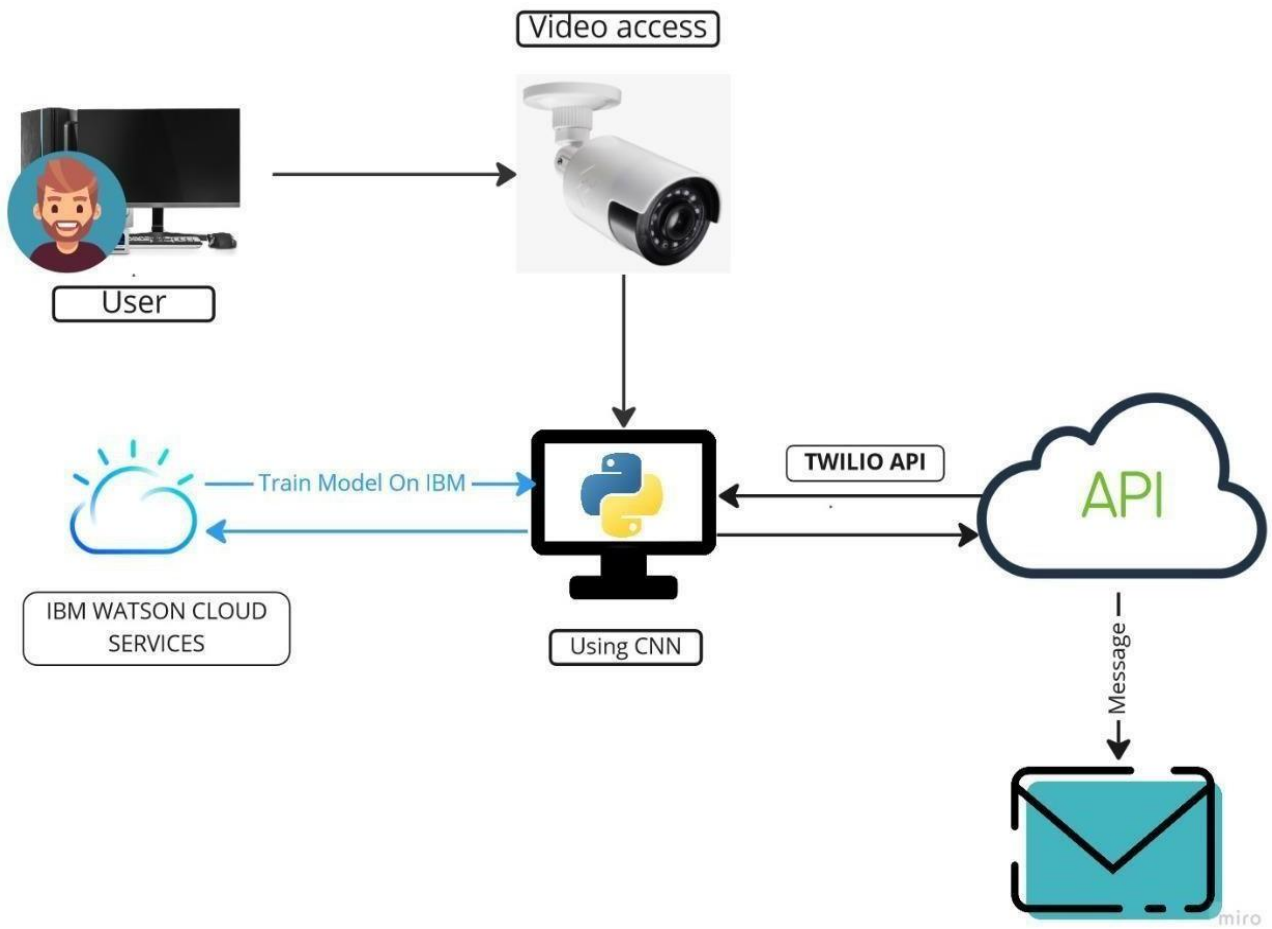 Video access
User
Train Model On IBM
TWILIO API
API
IBM WATSON CLOUD
SERVICES
Using CNN
Message
miro